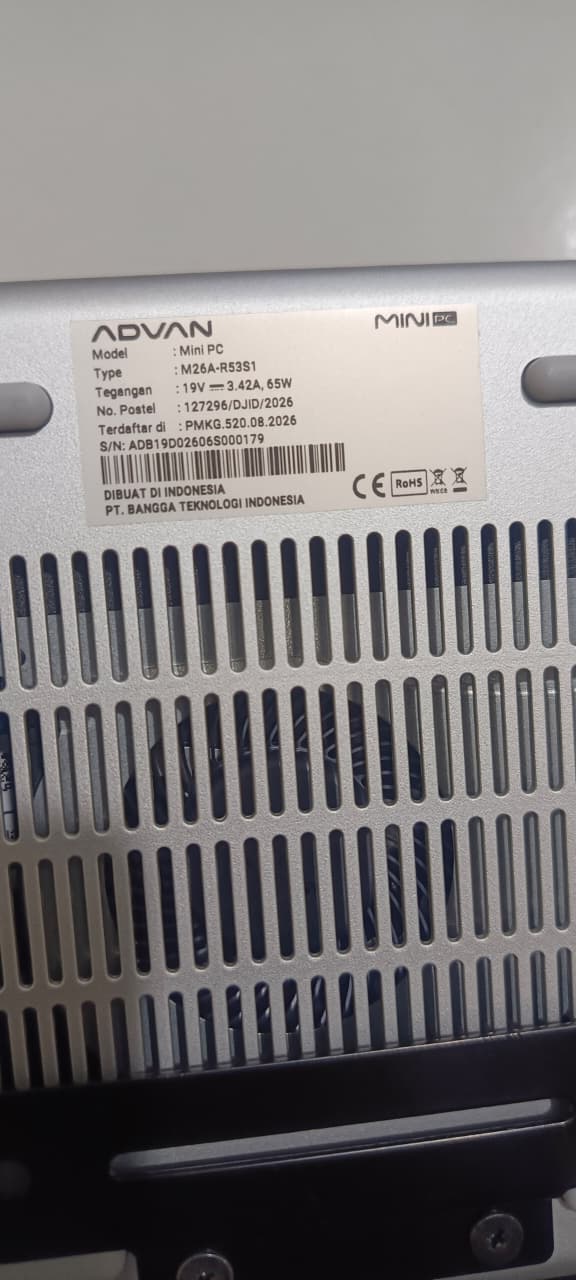 ADVAN
MINI PC
Model : Mini PC
Type : M26A-R53S1
Tegangan : 19V ⎓ 3.42A, 65W
No. Postel : 127296/DJID/2026
Terdaftar di : PMKG.520.08.2026
S/N: ADB19D02606S000179
DIBUAT DI INDONESIA
PT. BANGGA TEKNOLOGI INDONESIA
CE RoHS